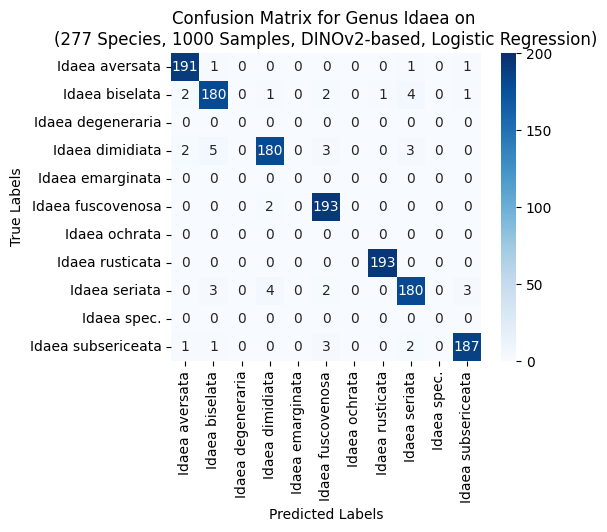 Confusion Matrix for Genus Idaea on
(277 Species, 1000 Samples, DINOv2-based, Logistic Regression)
Idaea aversata 191 1 0 0 0 0 0 0 1 0 1
Idaea biselata 2 180 0 1 0 2 0 1 4 0 1
Idaea degeneraria 0 0 0 0 0 0 0 0 0 0 0
Idaea dimidiata 2 5 0 180 0 3 0 0 3 0 0
Idaea emarginata 0 0 0 0 0 0 0 0 0 0 0
Idaea fuscovenosa 0 0 0 2 0 193 0 0 0 0 0
Idaea ochrata 0 0 0 0 0 0 0 0 0 0 0
Idaea rusticata 0 0 0 0 0 0 0 193 0 0 0
Idaea seriata 0 3 0 4 0 2 0 0 180 0 3
Idaea spec. 0 0 0 0 0 0 0 0 0 0 0
Idaea subsericeata 1 1 0 0 0 3 0 0 2 0 187
True Labels
Idaea aversata
Idaea biselata
Idaea degeneraria
Idaea dimidiata
Idaea emarginata
Idaea fuscovenosa
Idaea ochrata
Idaea rusticata
Idaea seriata
Idaea spec.
Idaea subsericeata
Predicted Labels
200
150
100
50
0